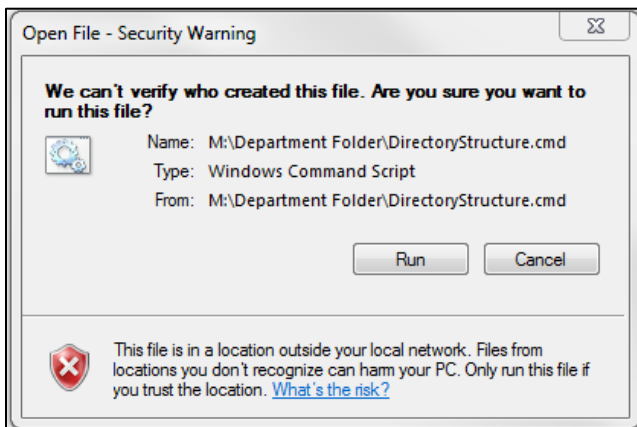 Open File - Security Warning
We can't verify who created this file. Are you sure you want to
run this file?
Name: M:\Department Folder\DirectoryStructure.cmd
Type: Windows Command Script
From: M:\Department Folder\DirectoryStructure.cmd
Run Cancel
This file is in a location outside your local network. Files from
locations you don't recognize can harm your PC. Only run this file if
you trust the location. What's the risk?